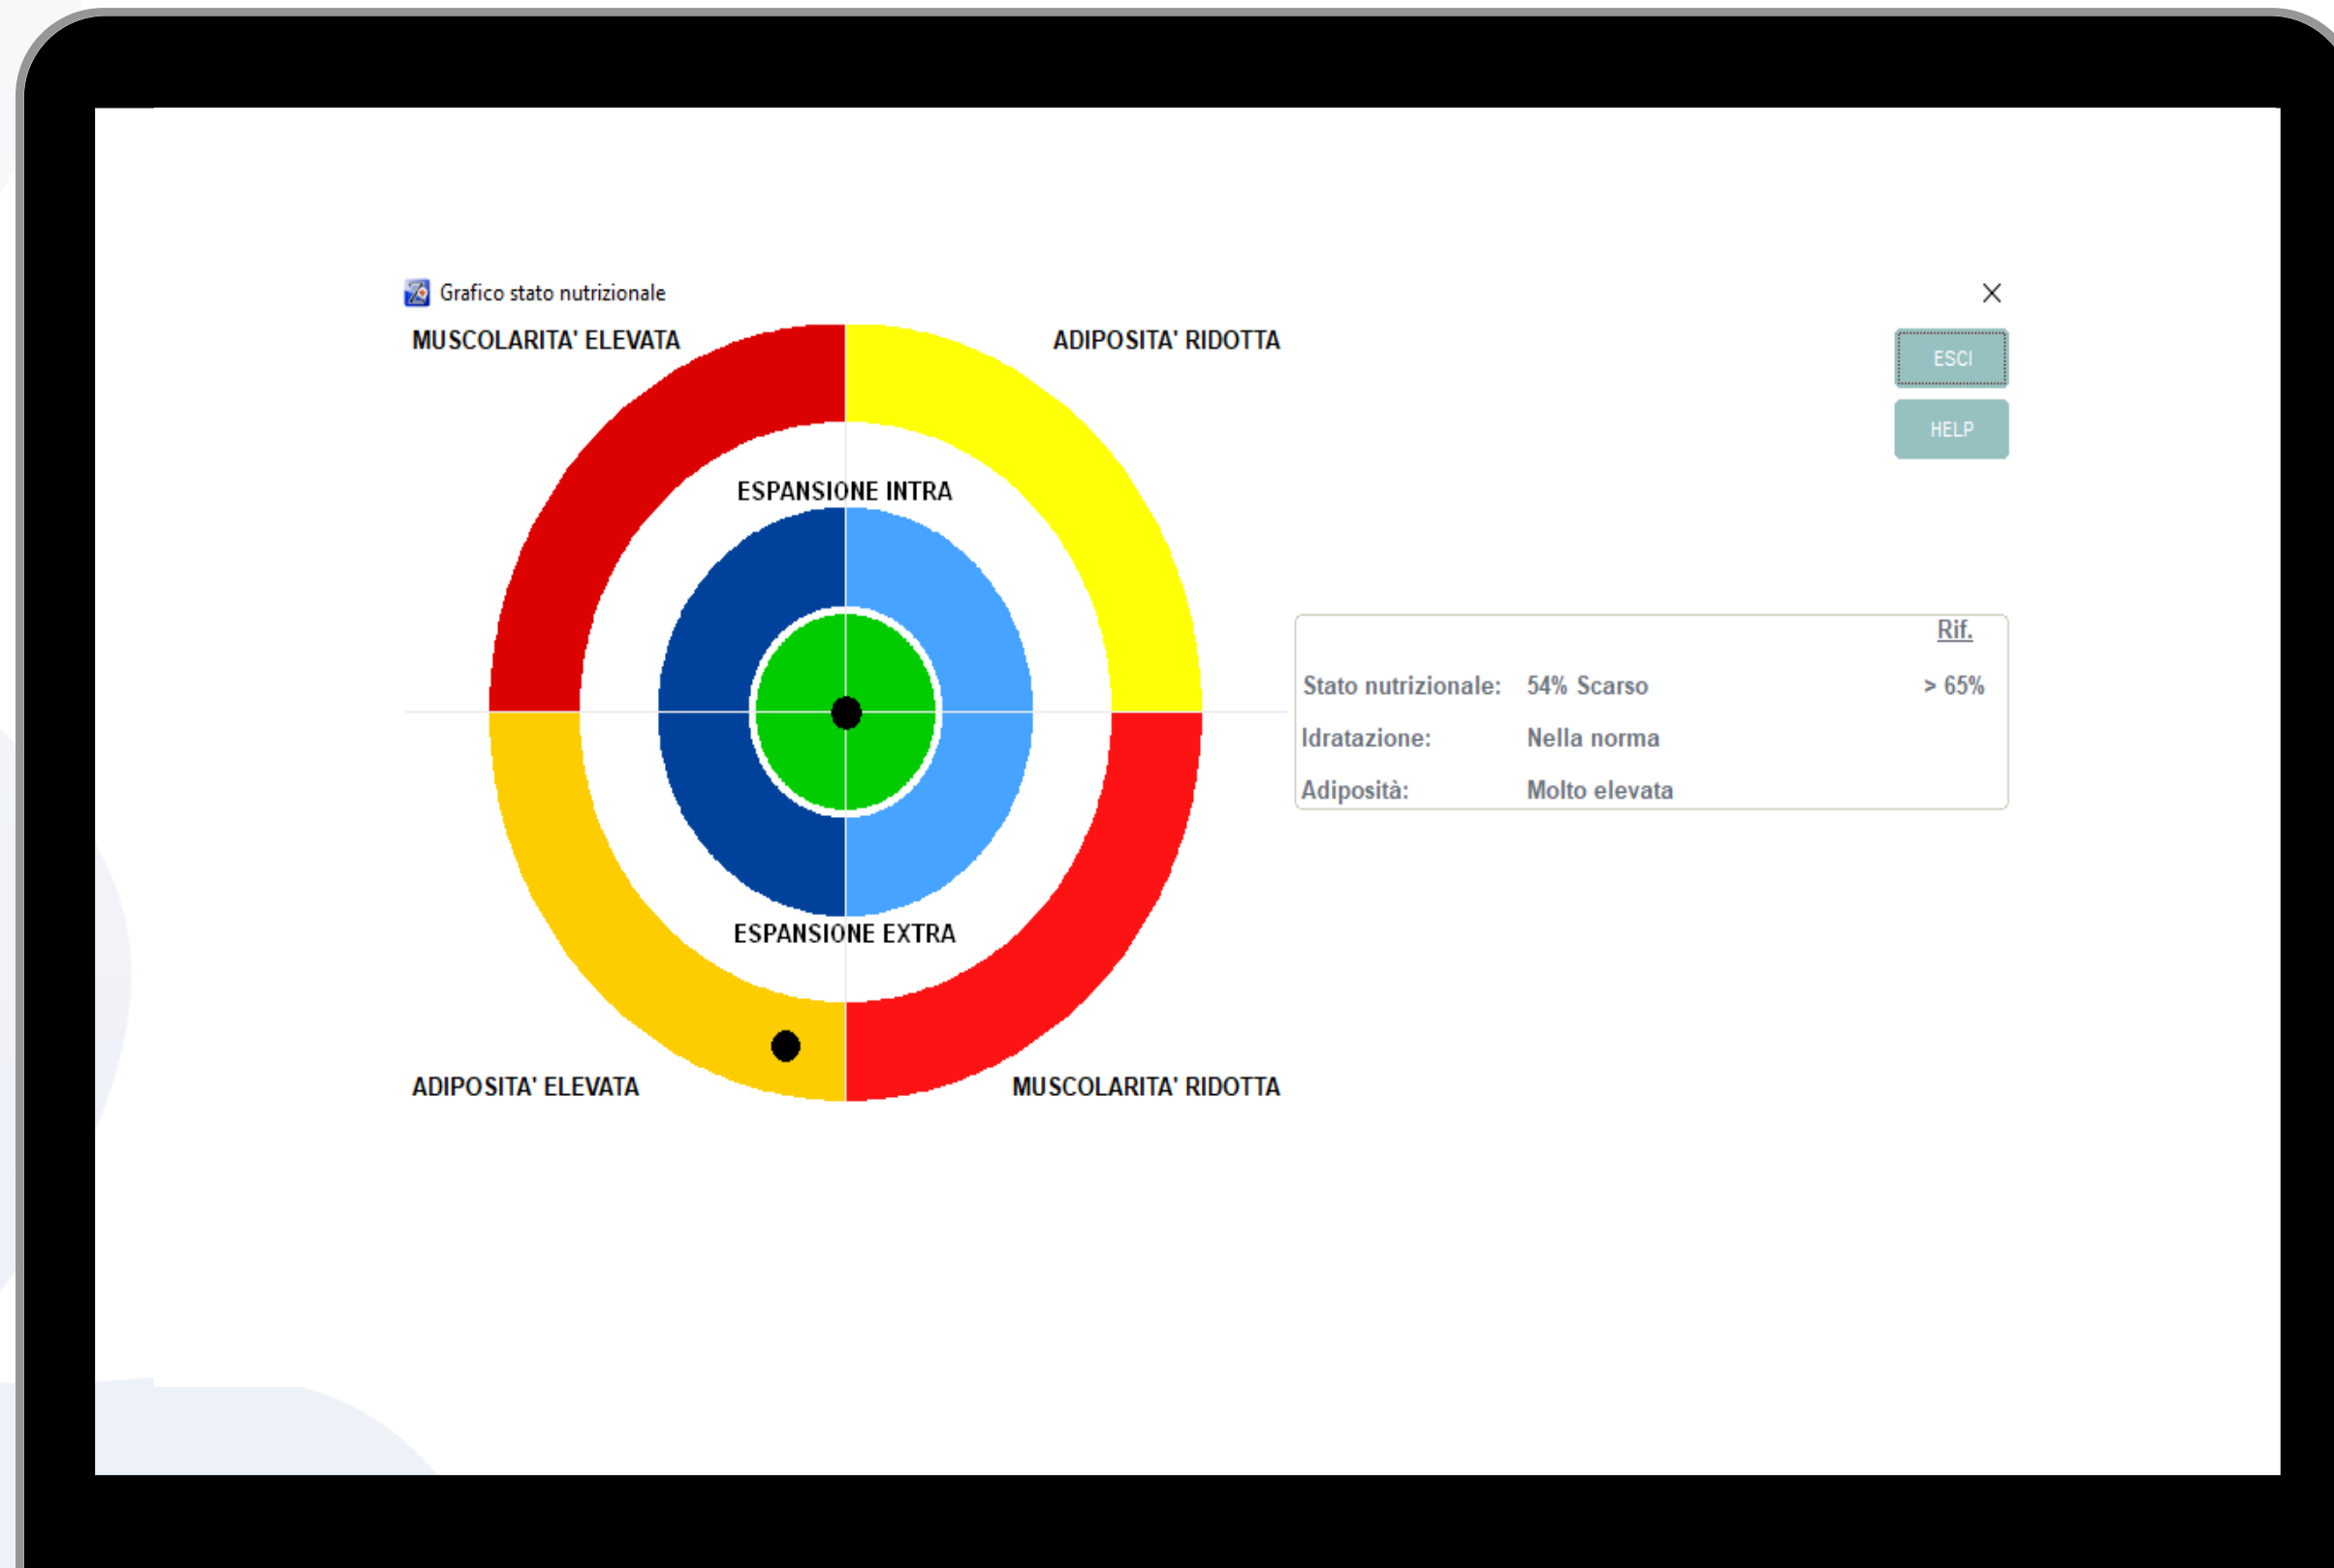 Grafico stato nutrizionale
MUSCOLARITA' ELEVATA
ADIPOSITA' RIDOTTA
ESCI
HELP
ESPANSIONE INTRA
Rif.
Stato nutrizionale: 54% Scarso > 65%
Idratazione: Nella norma
Adiposità: Molto elevata
ESPANSIONE EXTRA
ADIPOSITA' ELEVATA
MUSCOLARITA' RIDOTTA